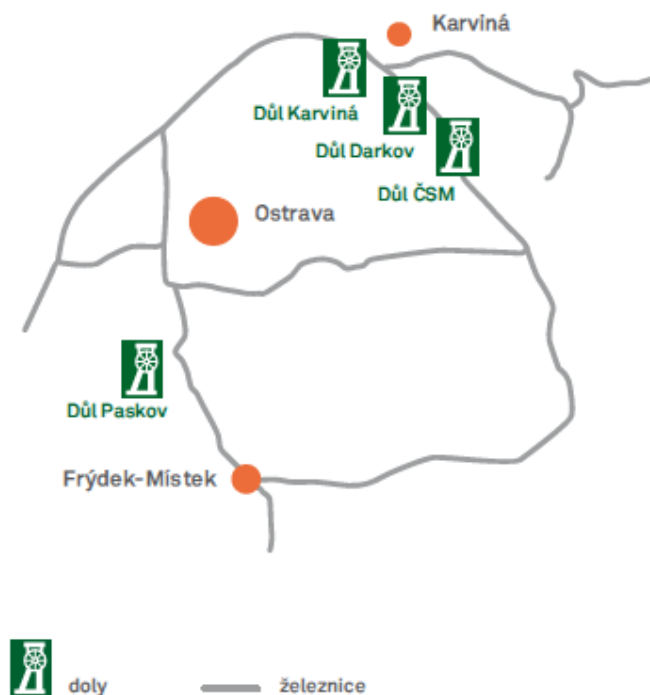 Karviná
Důl Karviná
Důl Darkov
Důl ČSM
Ostrava
Důl Paskov
Frýdek-Místek
doly
železnice